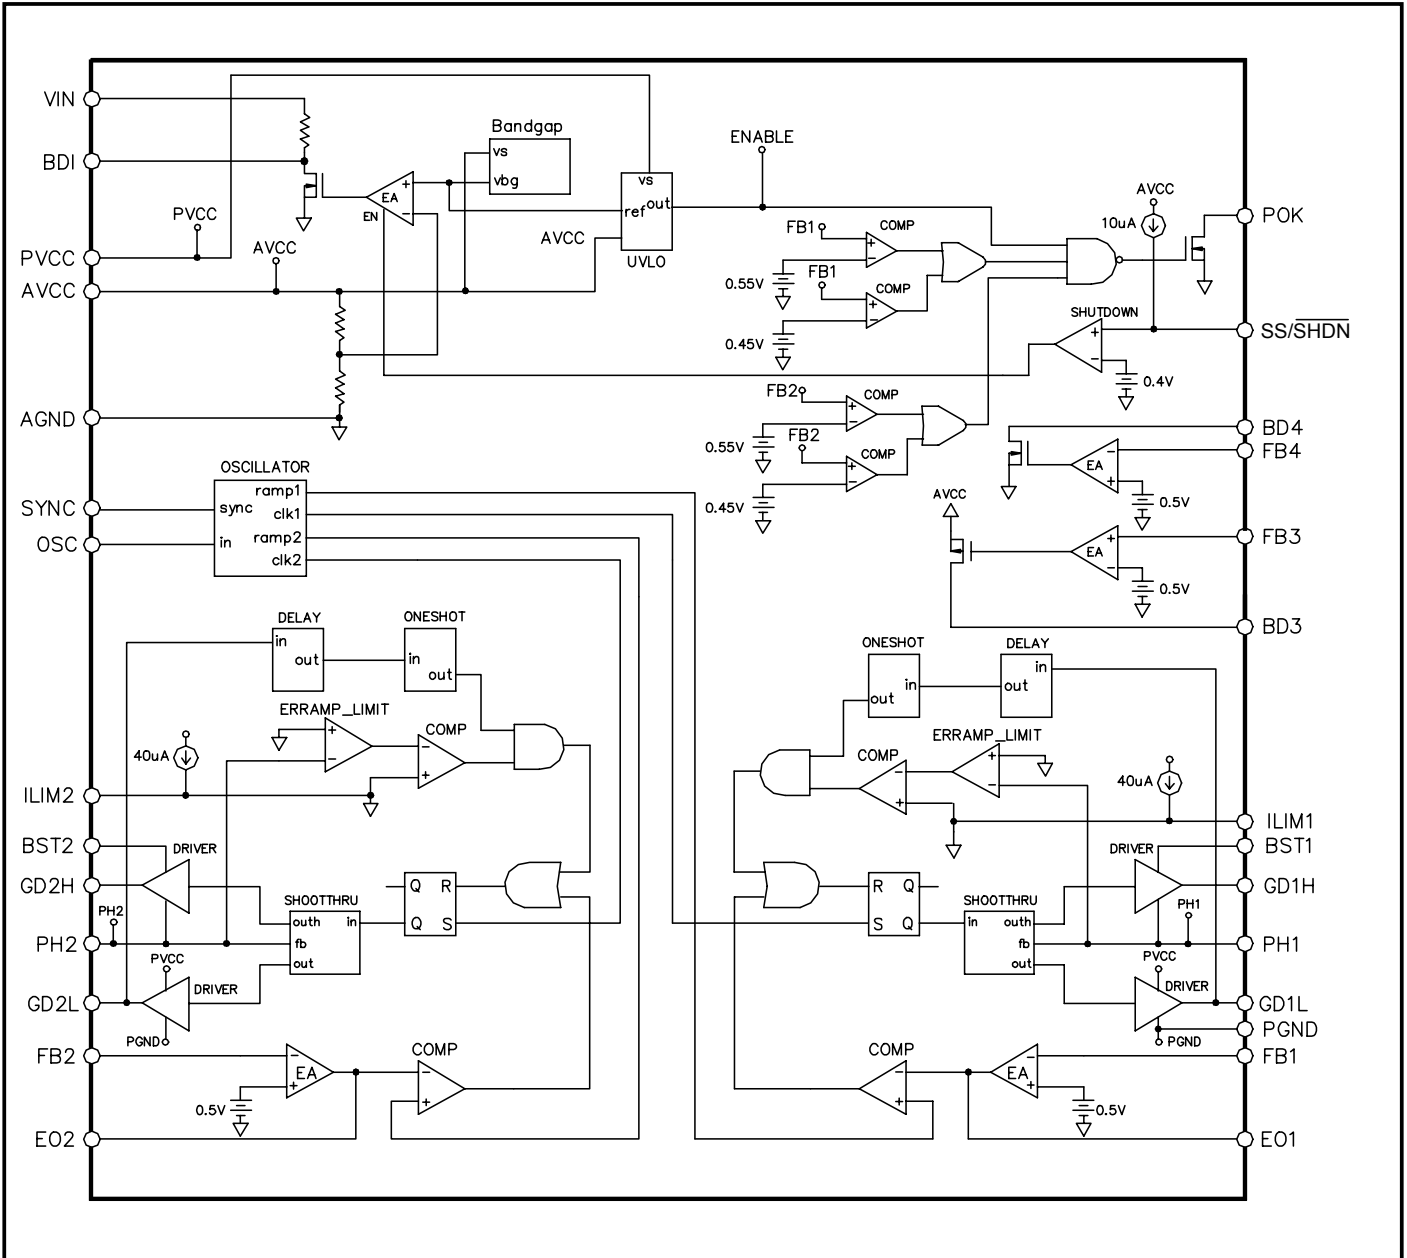 VIN
BDI
PVCC
PVCC
AVCC
AVCC
AGND
EA
+
−
EN
Bandgap
vs
vbg
AVCC
vs
ref
out
UVLO
ENABLE
FB1
COMP
+
−
0.55V
FB1
COMP
+
−
0.45V
AVCC
10uA
POK
SHUTDOWN
+
−
0.4V
SS/SHDN
FB2
COMP
+
−
0.55V
FB2
COMP
+
−
0.45V
BD4
FB4
EA
−
+
0.5V
AVCC
FB3
EA
+
−
0.5V
BD3
OSCILLATOR
SYNC
sync
ramp1
clk1
OSC
in
ramp2
clk2
DELAY
in
out
ONESHOT
in
out
ERRAMP_LIMIT
+
−
COMP
−
+
40uA
ILIM2
BST2
DRIVER
GD2H
PH2
PH2
SHOOTTHRU
outh
in
fb
out
Q
R
Q
S
PVCC
DRIVER
GD2L
PGND
FB2
−
EA
+
0.5V
COMP
−
+
EO2
ONESHOT
in
out
DELAY
in
out
ERRAMP_LIMIT
+
−
COMP
−
+
40uA
ILIM1
BST1
DRIVER
GD1H
PH1
PH1
R
Q
S
Q
SHOOTTHRU
in
outh
fb
out
PVCC
DRIVER
GD1L
PGND
PGND
FB1
−
EA
+
0.5V
COMP
−
+
EO1